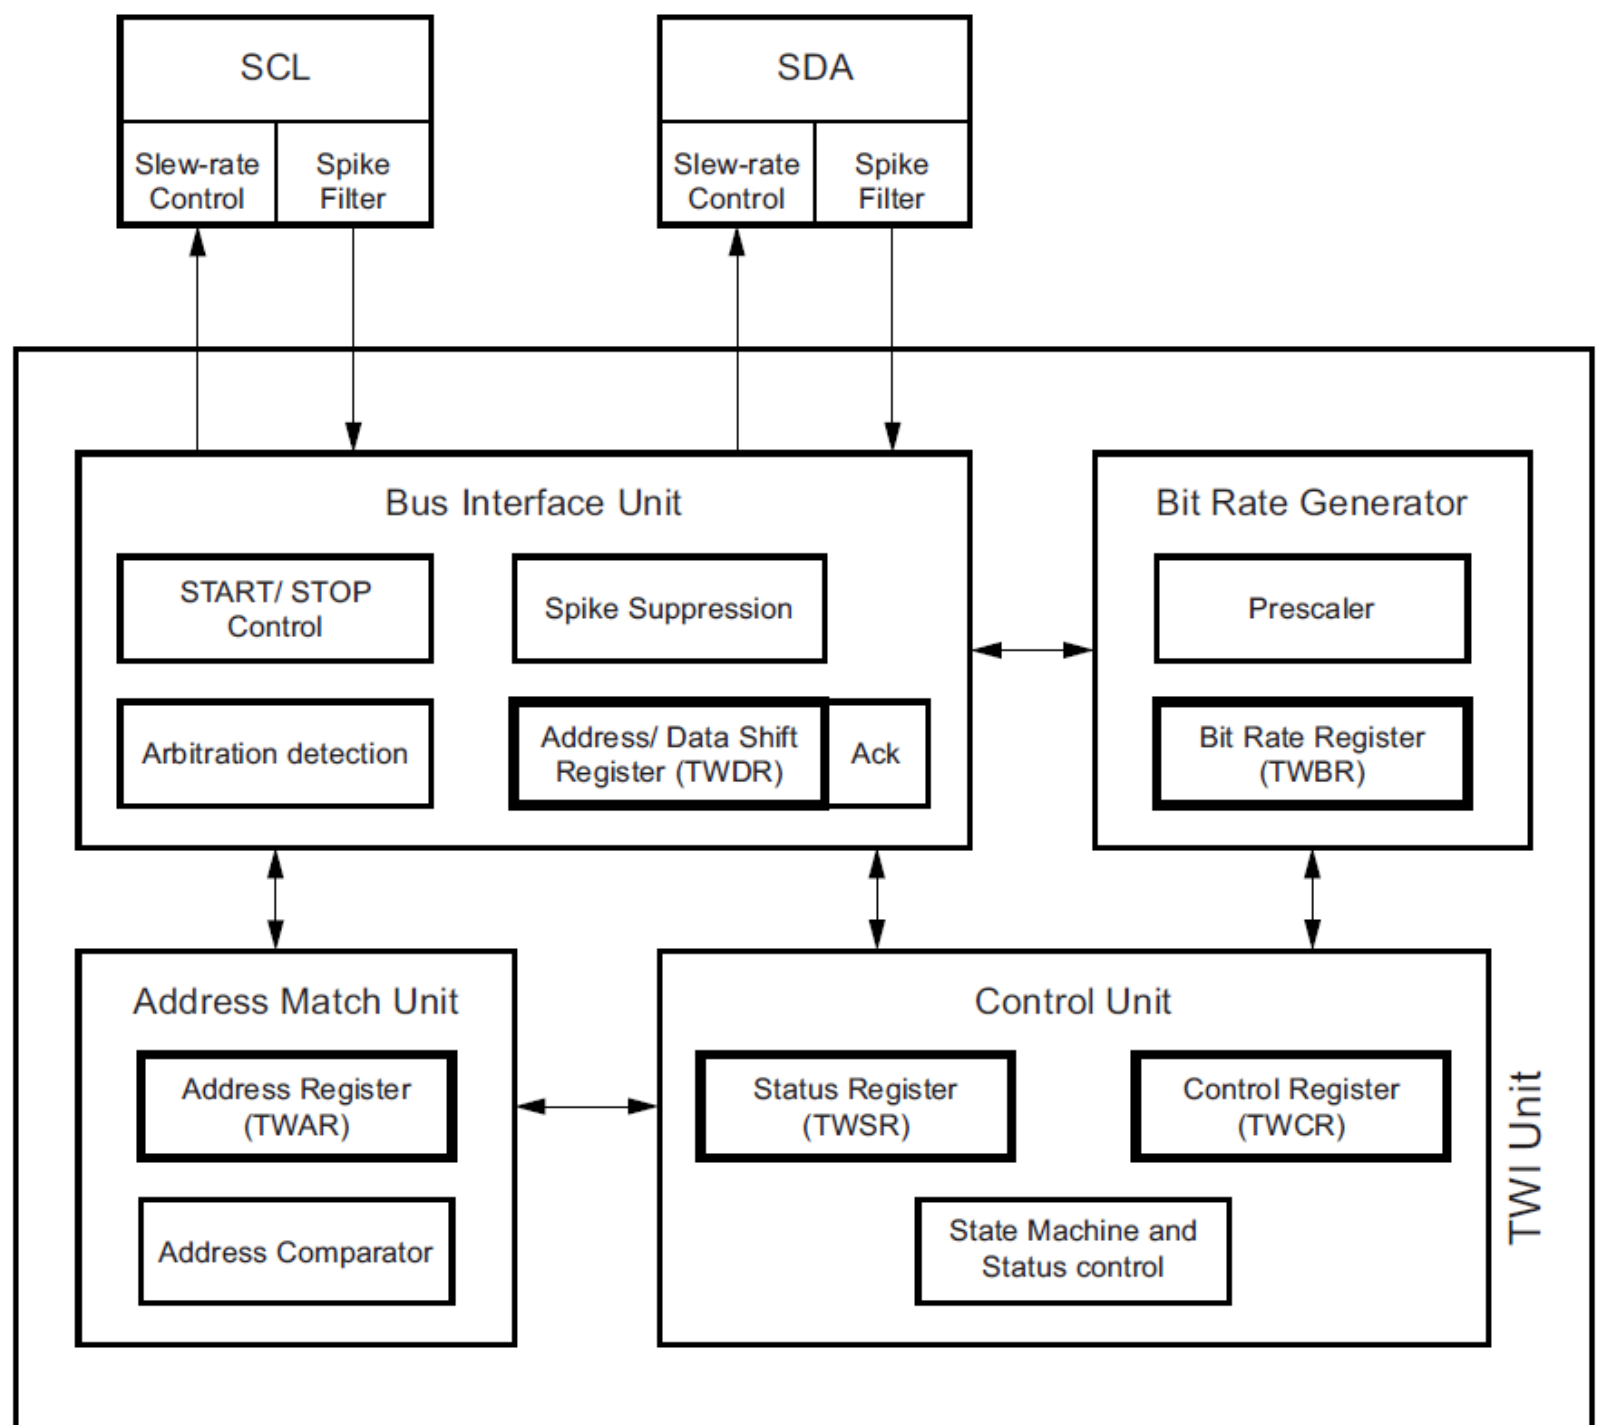 SCL
Slew-rate
Control
Spike
Filter
SDA
Slew-rate
Control
Spike
Filter
Bus Interface Unit
START/ STOP
Control
Spike Suppression
Arbitration detection
Address/ Data Shift
Register (TWDR)
Ack
Bit Rate Generator
Prescaler
Bit Rate Register
(TWBR)
Address Match Unit
Address Register
(TWAR)
Address Comparator
Control Unit
Status Register
(TWSR)
Control Register
(TWCR)
State Machine and
Status control
TWI Unit